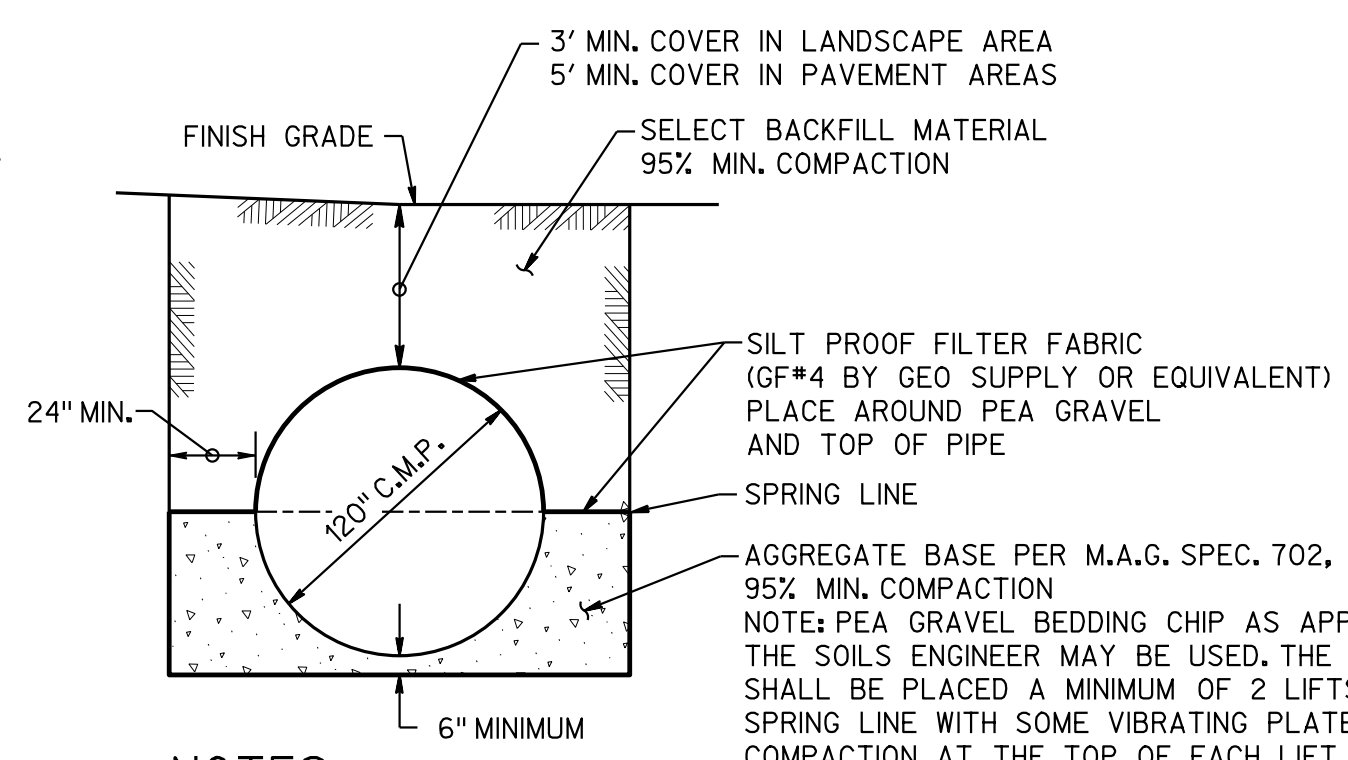 3' MIN. COVER IN LANDSCAPE AREA
5' MIN. COVER IN PAVEMENT AREAS
FINISH GRADE
SELECT BACKFILL MATERIAL
95% MIN. COMPACTION
SILT PROOF FILTER FABRIC
(GF#4 BY GEO SUPPLY OR EQUIVALENT)
PLACE AROUND PEA GRAVEL
AND TOP OF PIPE
24" MIN.
120" C.M.P.
SPRING LINE
AGGREGATE BASE PER M.A.G. SPEC. 702,
95% MIN. COMPACTION
NOTE: PEA GRAVEL BEDDING CHIP AS
THE SOILS ENGINEER MAY BE USED. THE
SHALL BE PLACED A MINIMUM OF 2 LIFTS
SPRING LINE WITH SOME VIBRATING PLATE
COMPACTION AT THE TOP OF EACH LIFT
6" MINIMUM
NOTES